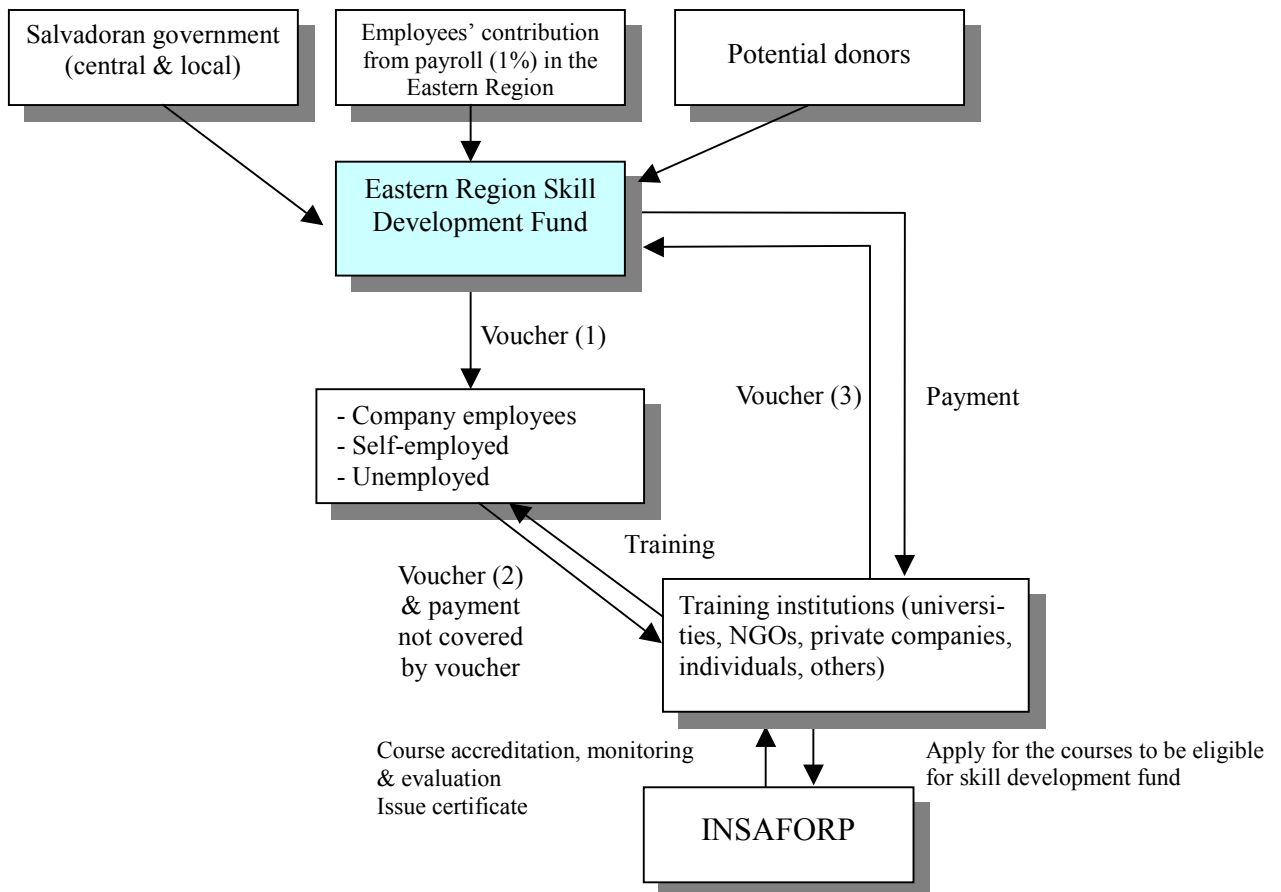 Salvadoran government
(central & local)
Employees' contribution
from payroll (1%) in the
Eastern Region
Potential donors
Eastern Region Skill
Development Fund
Voucher (1)
- Company employees
- Self-employed
- Unemployed
Voucher (3)
Payment
Training
Voucher (2)
& payment
not covered
by voucher
Training institutions (universi-
ties, NGOs, private companies,
individuals, others)
Course accreditation, monitoring
& evaluation
Issue certificate
Apply for the courses to be eligible
for skill development fund
INSAFORP